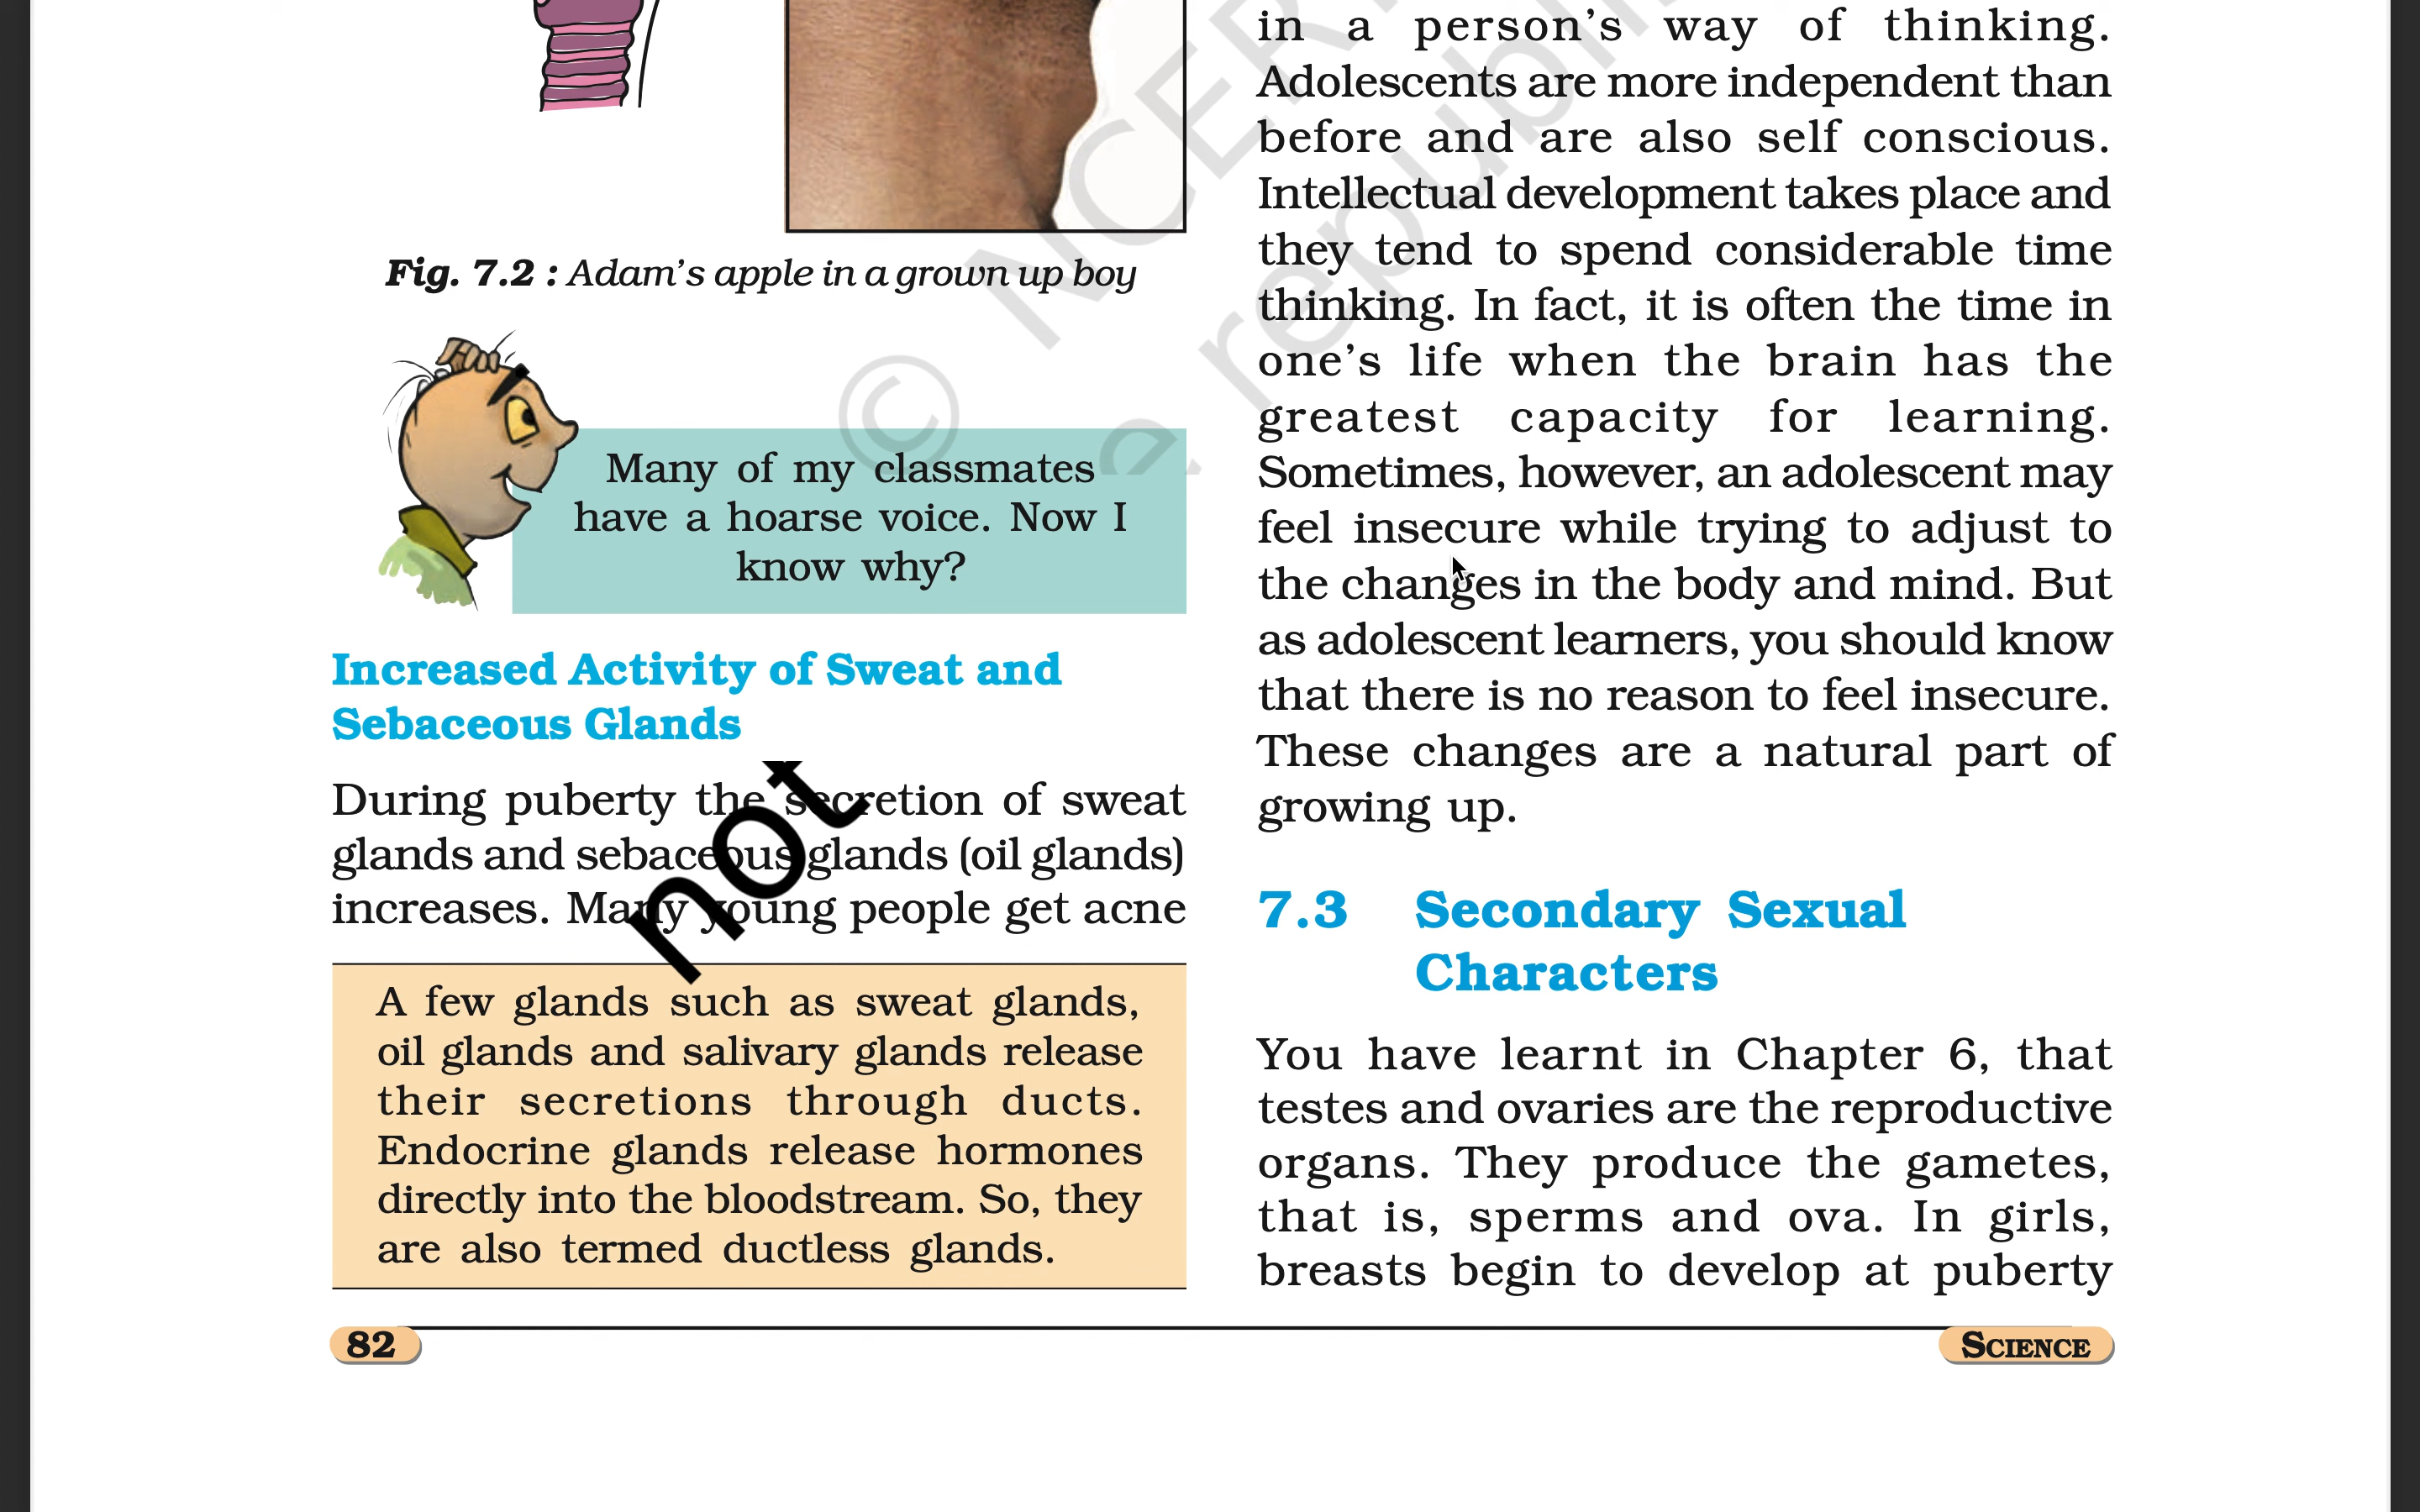 Fig. 7.2 : Adam's apple in a grown up boy
Many of my classmates
have a hoarse voice. Now I
know why?
Increased Activity of Sweat and
Sebaceous Glands
During puberty the secretion of sweat
glands and sebaceous glands (oil glands)
increases. Many young people get acne
A few glands such as sweat glands,
oil glands and salivary glands release
their secretions through ducts.
Endocrine glands release hormones
directly into the bloodstream. So, they
are also termed ductless glands.
in a person's way of thinking.
Adolescents are more independent than
before and are also self conscious.
Intellectual development takes place and
they tend to spend considerable time
thinking. In fact, it is often the time in
one's life when the brain has the
greatest capacity for learning.
Sometimes, however, an adolescent may
feel insecure while trying to adjust to
the changes in the body and mind. But
as adolescent learners, you should know
that there is no reason to feel insecure.
These changes are a natural part of
growing up.
7.3 Secondary Sexual
Characters
You have learnt in Chapter 6, that
testes and ovaries are the reproductive
organs. They produce the gametes,
that is, sperms and ova. In girls,
breasts begin to develop at puberty
82
SCIENCE
not
©